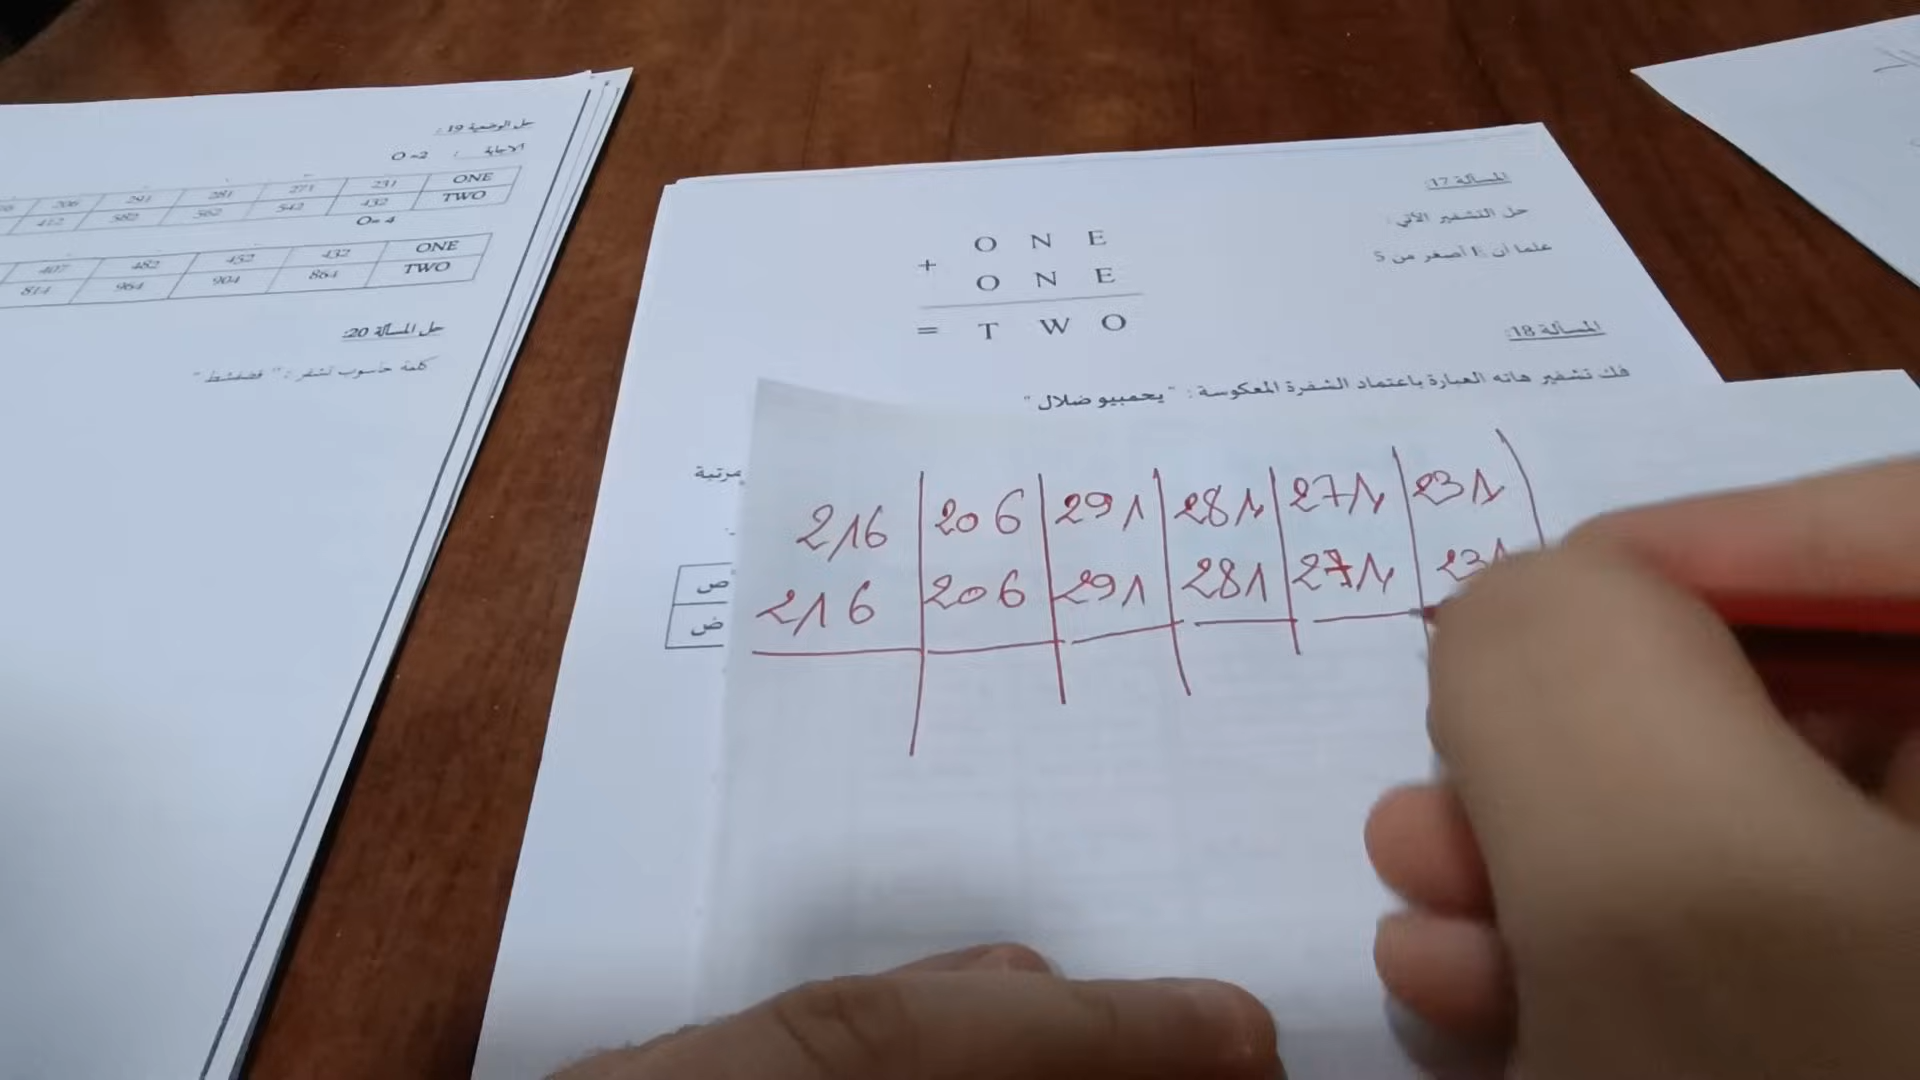 حل الوضعية 19 :
الاجابة : O =2
206 291 281 271 231 ONE
412 582 562 542 432 TWO
O= 4
407 482 452 432 ONE
814 964 904 864 TWO
حل المسألة 20:
كلمة حاسوب تشفر :
المسألة 17:
حل التشفير الآتي
علما أن أصغر من 5
O N E
+
O N E
= T W O
المسألة 18:
فك تشفير هاته العبارة باعتماد الشفرة المعكوسة : " يحمبيو ضلال "
مرتبة
ص
ض
216 206 291 281 271 231
216 206 291 281 271 231